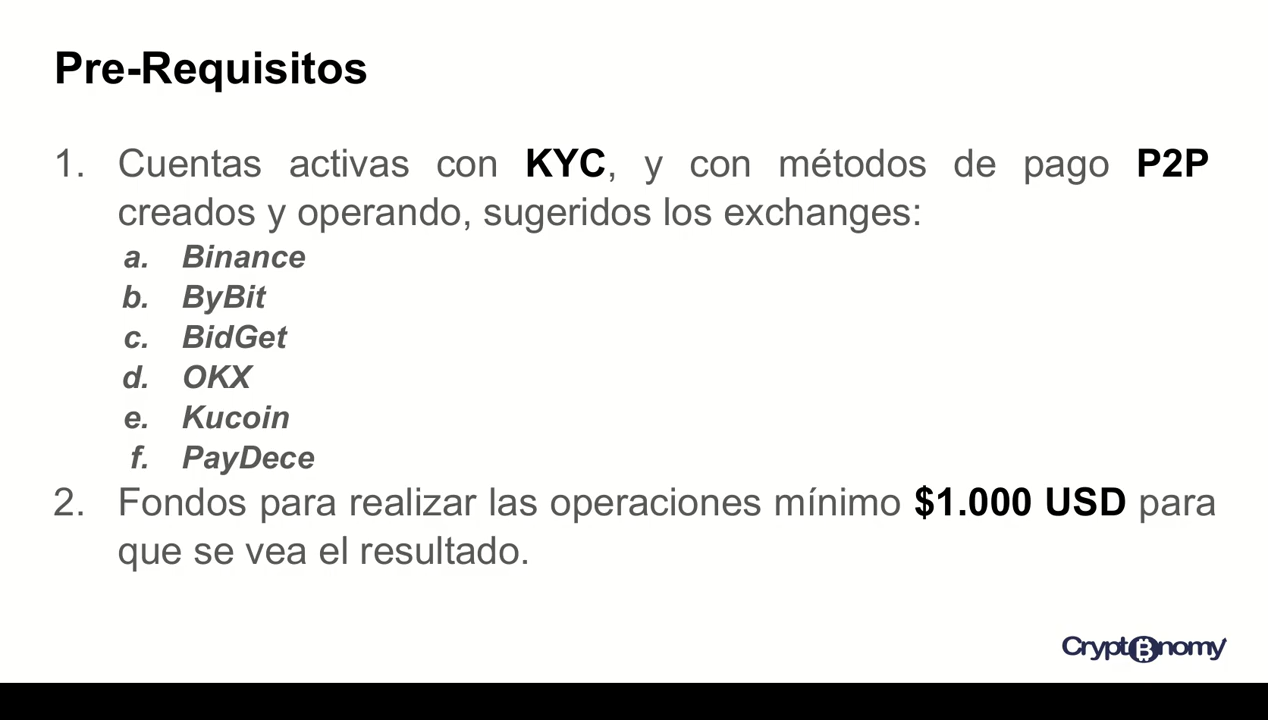 Pre-Requisitos
1. Cuentas activas con KYC, y con métodos de pago P2P
creados y operando, sugeridos los exchanges:
a. Binance
b. ByBit
c. BidGet
d. OKX
e. Kucoin
f. PayDece
2. Fondos para realizar las operaciones mínimo $1.000 USD para
que se vea el resultado.
CryptBnomy